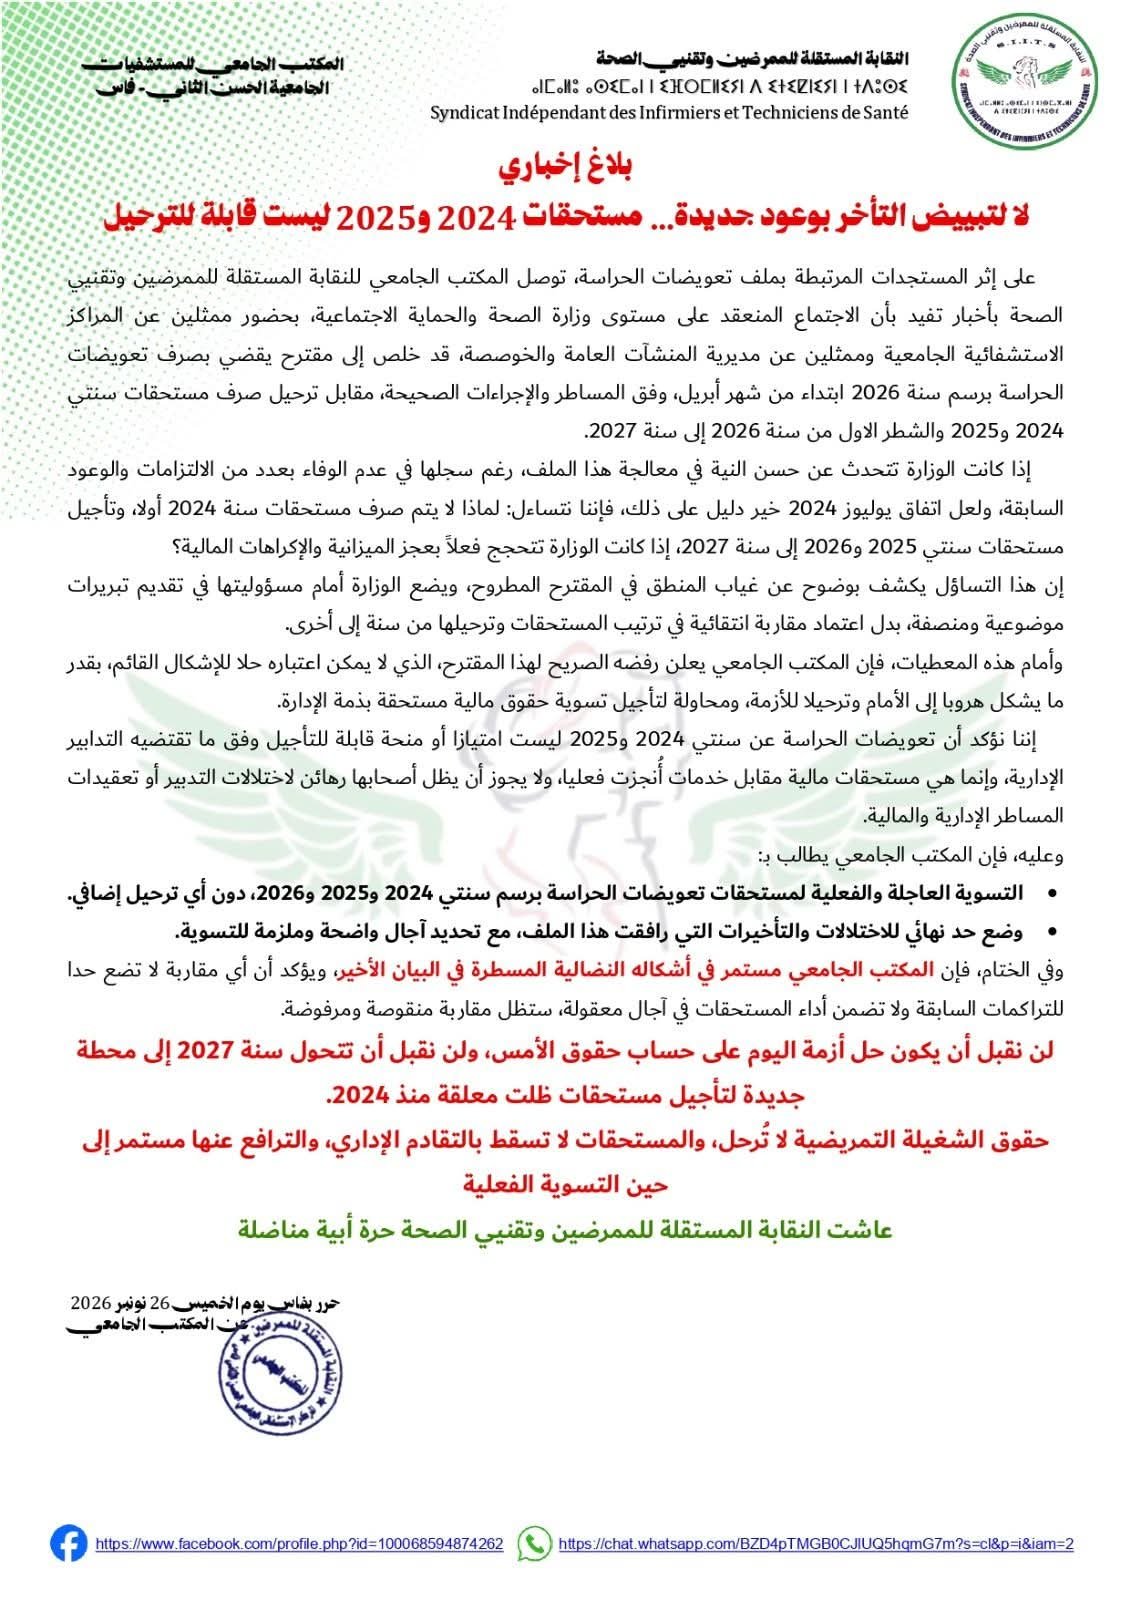 النقابة المستقلة للممرضين وتقنيي الصحة
Syndicat Indépendant des Infirmiers et Techniciens de Santé
المكتب الجامعي للمستشفيات
الجامعية الحسن الثاني - فاس
S.I.I.T.S
بلاغ إخباري
لا لتبييض التأخر بوعود جديدة... مستحقات 2024 و2025 ليست قابلة للترحيل
على إثر المستجدات المرتبطة بملف تعويضات الحراسة، توصل المكتب الجامعي للنقابة المستقلة للممرضين وتقنيي
الصحة بأخبار تفيد بأن الاجتماع المنعقد على مستوى وزارة الصحة والحماية الاجتماعية، بحضور ممثلين عن المراكز
الاستشفائية الجامعية وممثلين عن مديرية المنشآت العامة والخوصصة، قد خلص إلى مقترح يقضي بصرف تعويضات
الحراسة برسم سنة 2026 ابتداء من شهر أبريل، وفق المساطر والإجراءات الصحيحة، مقابل ترحيل صرف مستحقات سنتي
2024 و2025 والشطر الاول من سنة 2026 إلى سنة 2027.
إذا كانت الوزارة تتحدث عن حسن النية في معالجة هذا الملف، رغم سجلها في عدم الوفاء بعدد من الالتزامات والوعود
السابقة، ولعل اتفاق يوليوز 2024 خير دليل على ذلك، فإننا نتساءل: لماذا لا يتم صرف مستحقات سنة 2024 أولا، وتأجيل
مستحقات سنتي 2025 و2026 إلى سنة 2027، إذا كانت الوزارة تتحجج فعلاً بعجز الميزانية والإكراهات المالية؟
إن هذا التساؤل يكشف بوضوح عن غياب المنطق في المقترح المطروح، ويضع الوزارة أمام مسؤوليتها في تقديم تبريرات
موضوعية ومنصفة، بدل اعتماد مقاربة انتقائية في ترتيب المستحقات وترحيلها من سنة إلى أخرى.
وأمام هذه المعطيات، فإن المكتب الجامعي يعلن رفضه الصريح لهذا المقترح، الذي لا يمكن اعتباره حلا للإشكال القائم، بقدر
ما يشكل هروبا إلى الأمام وترحيلا للأزمة، ومحاولة لتأجيل تسوية حقوق مالية مستحقة بذمة الإدارة.
إننا نؤكد أن تعويضات الحراسة عن سنتي 2024 و2025 ليست امتيازا أو منحة قابلة للتأجيل وفق ما تقتضيه التدابير
الإدارية، وإنما هي مستحقات مالية مقابل خدمات أُنجزت فعليا، ولا يجوز أن يظل أصحابها رهائن لاختلالات التدبير أو تعقيدات
المساطر الإدارية والمالية.
وعليه، فإن المكتب الجامعي يطالب بـ:
• التسوية العاجلة والفعلية لمستحقات تعويضات الحراسة برسم سنتي 2024 و2025 و2026، دون أي ترحيل إضافي.
• وضع حد نهائي للاختلالات والتأخيرات التي رافقت هذا الملف، مع تحديد آجال واضحة وملزمة للتسوية.
وفي الختام، فإن المكتب الجامعي مستمر في أشكاله النضالية المسطرة في البيان الأخير، ويؤكد أن أي مقاربة لا تضع حدا
للتراكمات السابقة ولا تضمن أداء المستحقات في آجال معقولة، ستظل مقاربة منقوصة ومرفوضة.
لن نقبل أن يكون حل أزمة اليوم على حساب حقوق الأمس، ولن نقبل أن تتحول سنة 2027 إلى محطة
جديدة لتأجيل مستحقات ظلت معلقة منذ 2024.
حقوق الشغيلة التمريضية لا تُرحل، والمستحقات لا تسقط بالتقادم الإداري، والترافع عنها مستمر إلى
حين التسوية الفعلية
عاشت النقابة المستقلة للممرضين وتقنيي الصحة حرة أبية مناضلة
حرر بفاس يوم الخميس 26 نونبر 2026
عن المكتب الجامعي
https://www.facebook.com/profile.php?id=100068594874262
https://chat.whatsapp.com/BZD4pTMGB0CJlUQ5hqmG7m?s=cl&p=i&iam=2